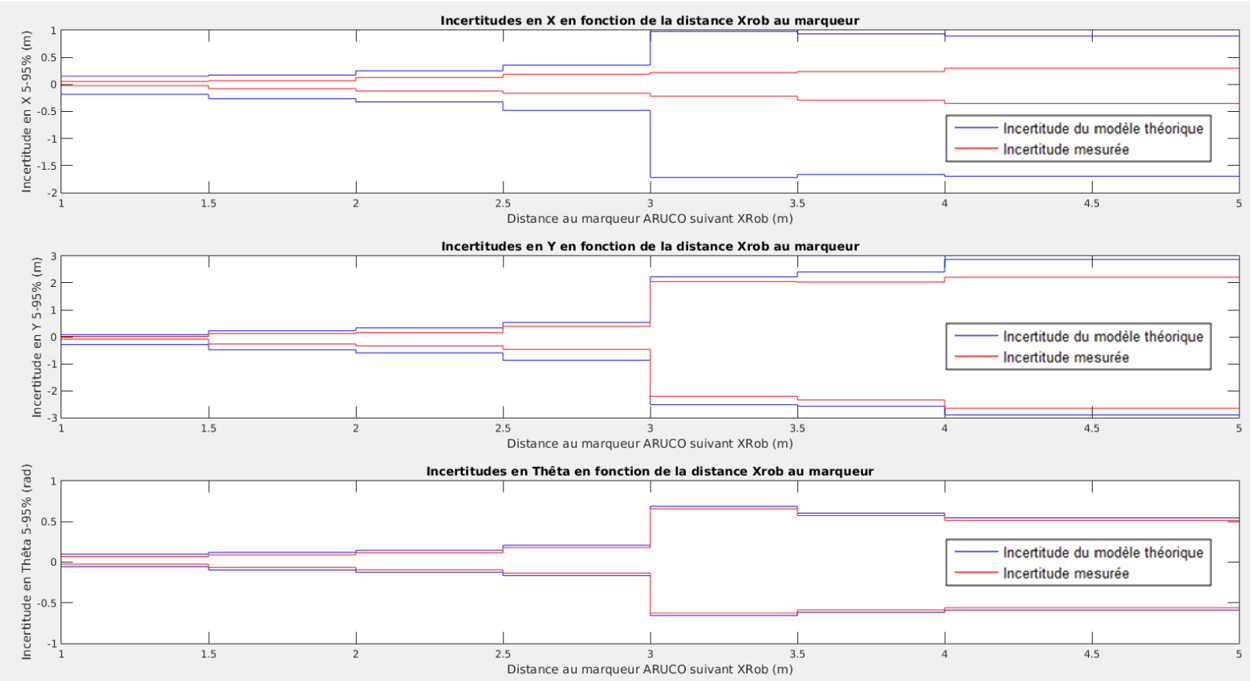 Incertitudes en X en fonction de la distance Xrob au marqueur
Incertitude en X 5-95% (m)
1
0.5
0
-0.5
-1
-1.5
-2
Incertitude du modèle théorique
Incertitude mesurée
1 1.5 2 2.5 3 3.5 4 4.5 5
Distance au marqueur ARUCO suivant XRob (m)
Incertitudes en Y en fonction de la distance Xrob au marqueur
Incertitude en Y 5-95% (m)
3
2
1
0
-1
-2
-3
Incertitude du modèle théorique
Incertitude mesurée
1 1.5 2 2.5 3 3.5 4 4.5 5
Distance au marqueur ARUCO suivant XRob (m)
Incertitudes en Thêta en fonction de la distance Xrob au marqueur
Incertitude en Thêta 5-95% (rad)
1
0.5
0
-0.5
-1
Incertitude du modèle théorique
Incertitude mesurée
1 1.5 2 2.5 3 3.5 4 4.5 5
Distance au marqueur ARUCO suivant XRob (m)